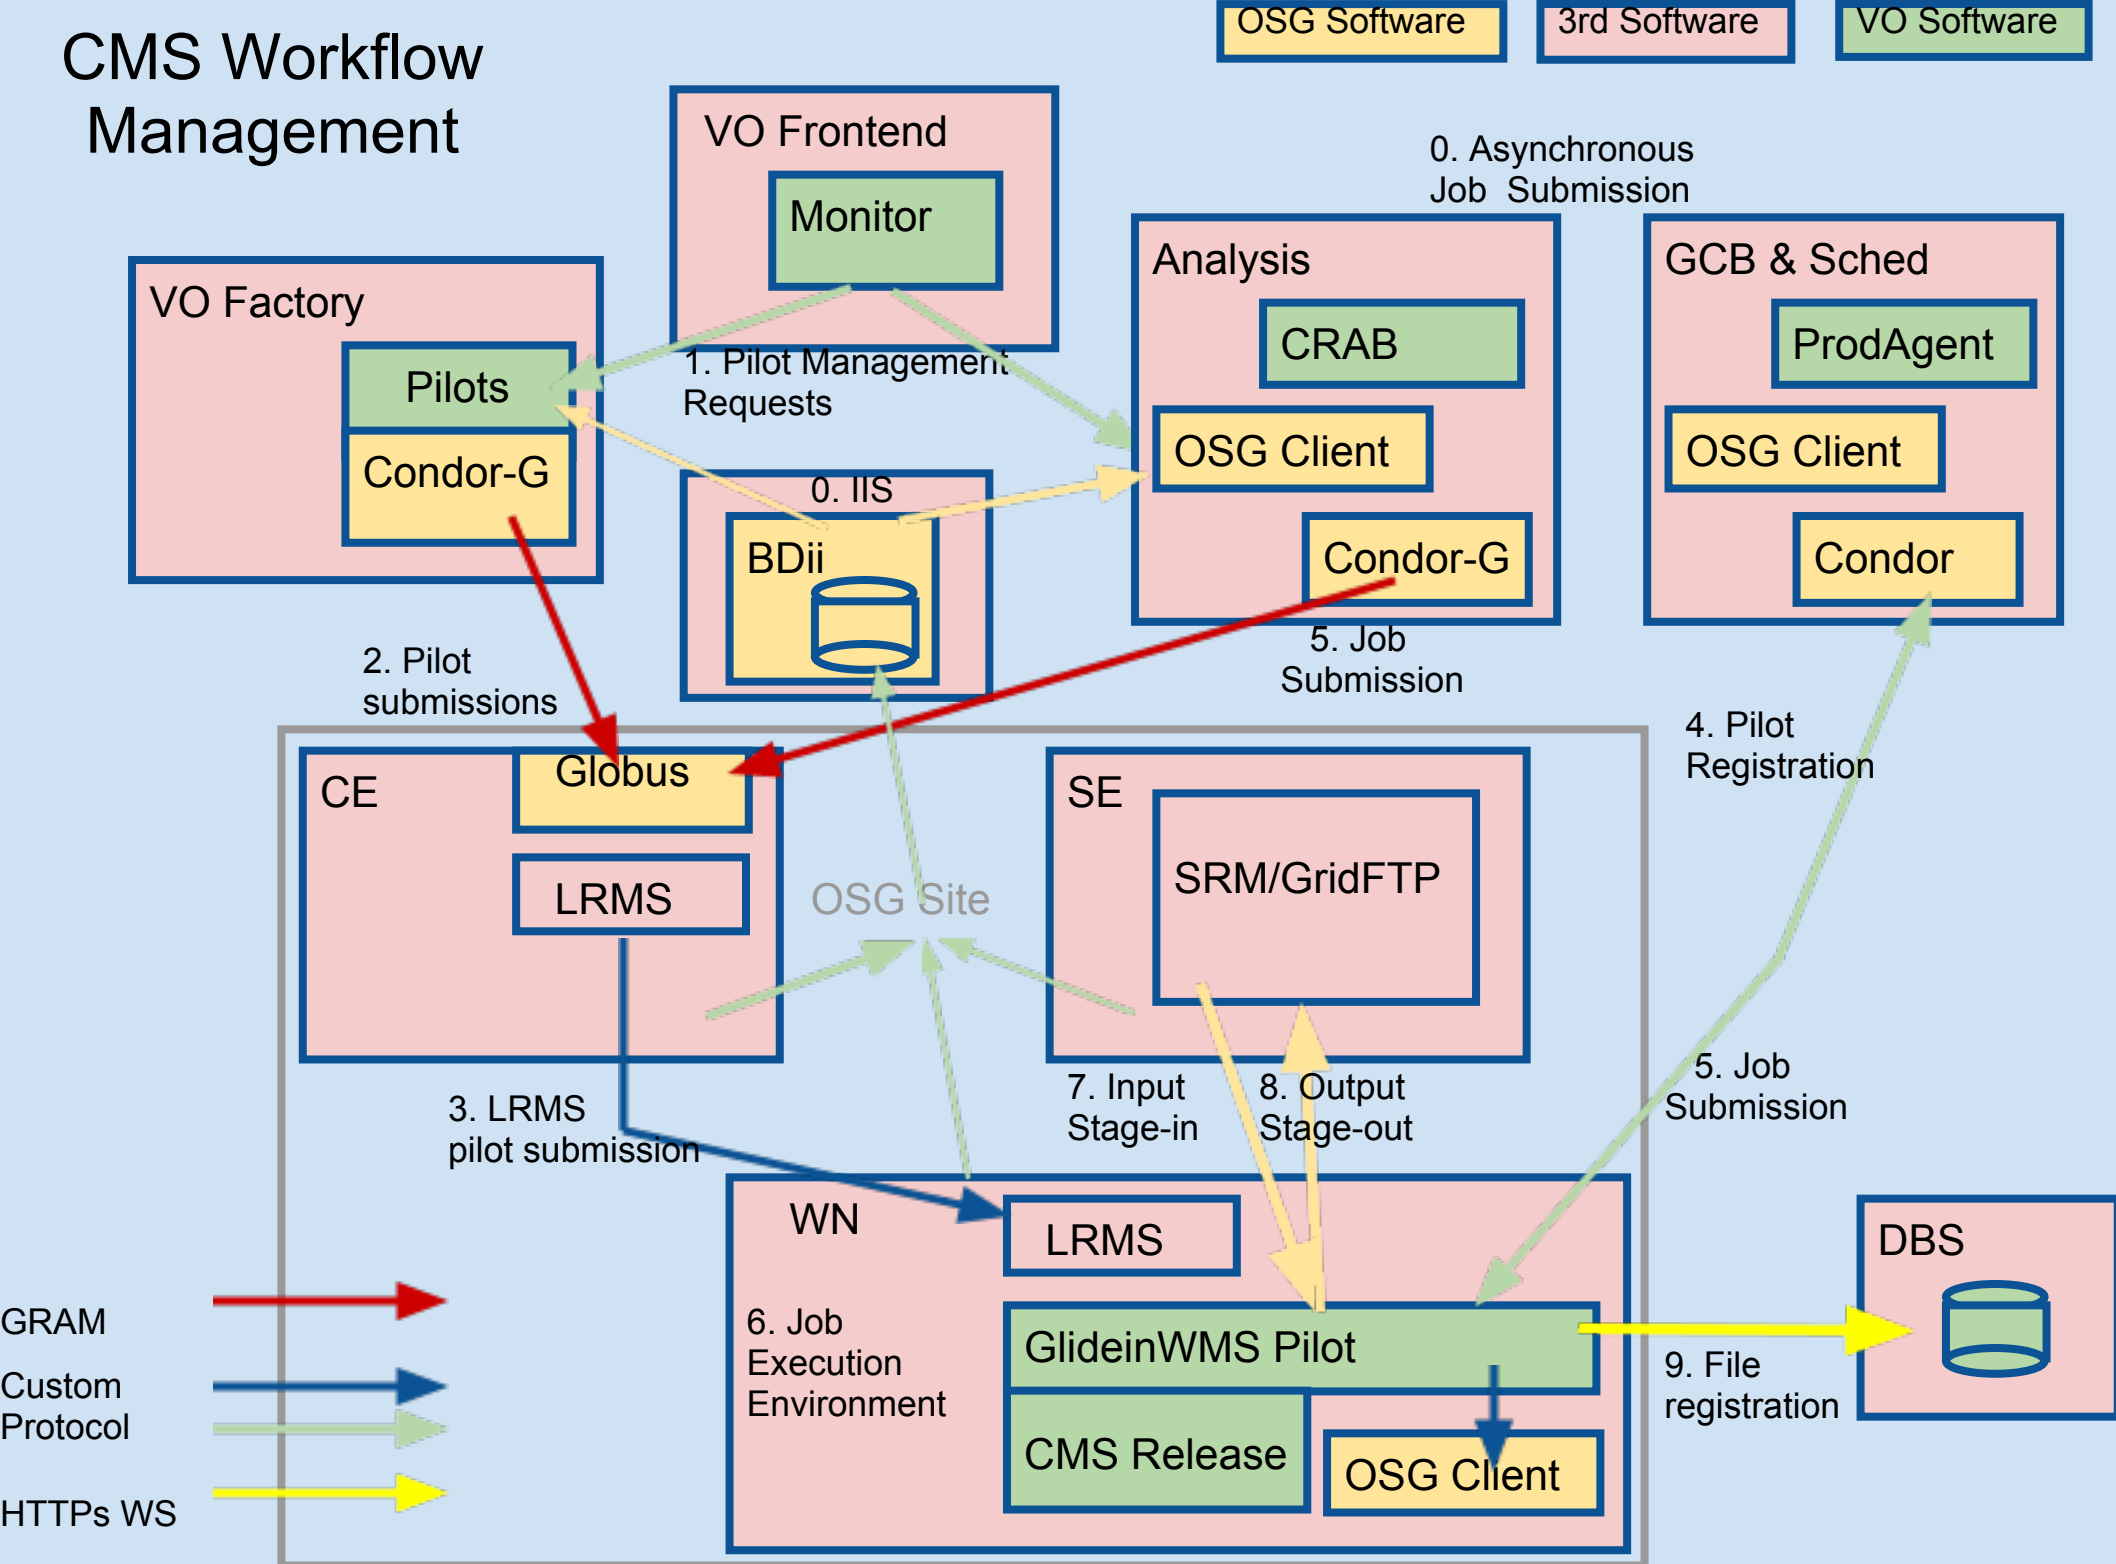 CMS Workflow
Management
OSG Software
3rd Software
VO Software
VO Frontend
Monitor
0. Asynchronous
Job Submission
VO Factory
Pilots
Condor-G
1. Pilot Management
Requests
Analysis
CRAB
OSG Client
Condor-G
GCB & Sched
ProdAgent
OSG Client
Condor
0. IIS
BDii
2. Pilot
submissions
5. Job
Submission
4. Pilot
Registration
CE
Globus
LRMS
OSG Site
SE
SRM/GridFTP
3. LRMS
pilot submission
7. Input
Stage-in
8. Output
Stage-out
5. Job
Submission
WN
LRMS
6. Job
Execution
Environment
GlideinWMS Pilot
CMS Release
OSG Client
9. File
registration
DBS
GRAM
Custom
Protocol
HTTPs WS